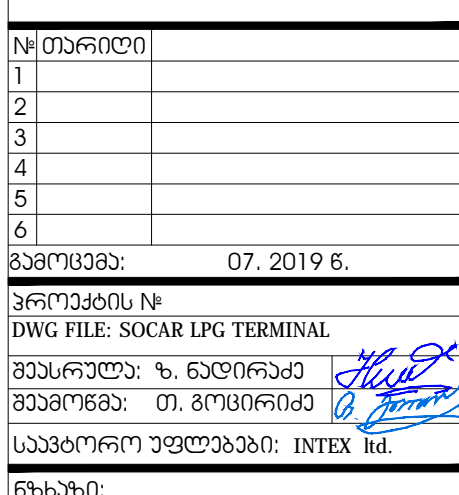 № თარიღი
1
2
3
4
5
6
გამოცემა: 07. 2019 წ.
პროექტის №
DWG FILE: SOCAR LPG TERMINAL
შეასრულა: ზ. ნადირაძე
შეამოწმა: თ. გოცირიძე
საავტორო უფლებები: INTEX ltd.
ნახაზი: